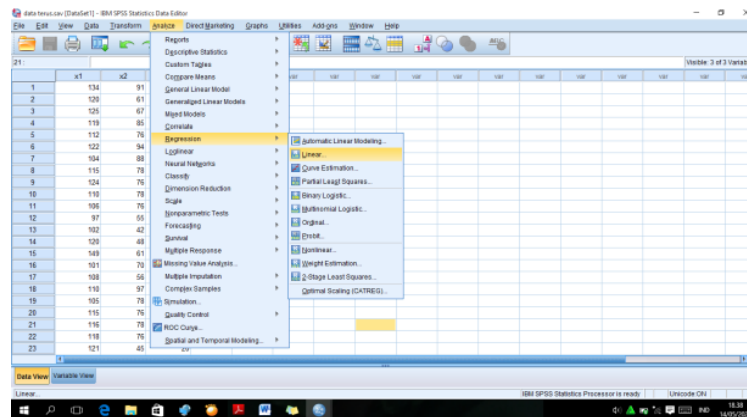 data terus.sav [DataSet1] - IBM SPSS Statistics Data Editor
File Edit View Data Transform Analyze Direct Marketing Graphs Utilities Add-ons Window Help
21 :
Visible: 3 of 3 Variab
x1 x2 var var var var var var var var var
1 134 91
2 120 61
3 125 67
4 119 85
5 112 76
6 122 94
7 104 88
8 115 78
9 124 76
10 110 78
11 106 76
12 97 55
13 102 42
14 120 48
15 149 61
16 101 70
17 108 56
18 110 97
19 105 78
20 115 76
21 116 78
22 118 76
23 121 45 20
Reports
Descriptive Statistics
Custom Tables
Compare Means
General Linear Model
Generalized Linear Models
Mixed Models
Correlate
Regression
Loglinear
Neural Networks
Classify
Dimension Reduction
Scale
Nonparametric Tests
Forecasting
Survival
Multiple Response
Missing Value Analysis...
Multiple Imputation
Complex Samples
Simulation...
Quality Control
ROC Curve...
Spatial and Temporal Modeling...
Automatic Linear Modeling...
Linear...
Curve Estimation...
Partial Least Squares...
Binary Logistic...
Multinomial Logistic...
Ordinal...
Probit...
Nonlinear...
Weight Estimation...
2-Stage Least Squares...
Optimal Scaling (CATREG)...
Data View Variable View
Linear...
IBM SPSS Statistics Processor is ready
Unicode:ON
IND
18.38